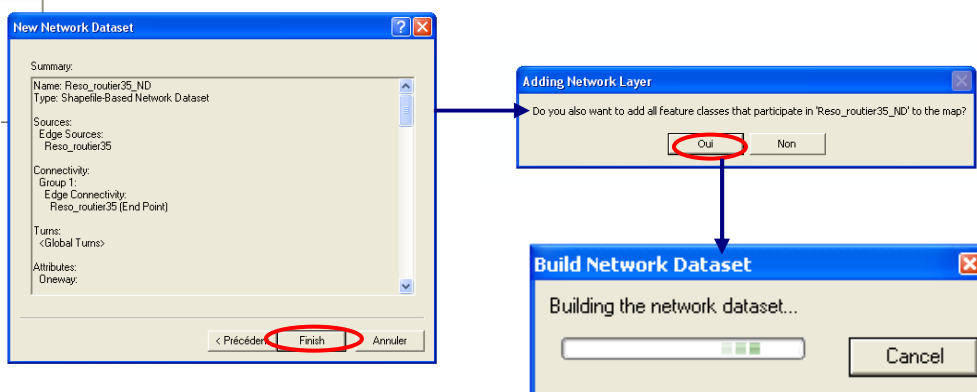 New Network Dataset
Summary:
Name: Reso_routier35_ND
Type: Shapefile-Based Network Dataset
Sources:
Edge Sources:
Reso_routier35
Connectivity:
Group 1:
Edge Connectivity:
Reso_routier35 (End Point)
Turns:
<Global Turns>
Attributes:
Oneway:
< Précéden Finish Annuler
Adding Network Layer
Do you also want to add all feature classes that participate in 'Reso_routier35_ND' to the map?
Oui Non
Build Network Dataset
Building the network dataset...
Cancel